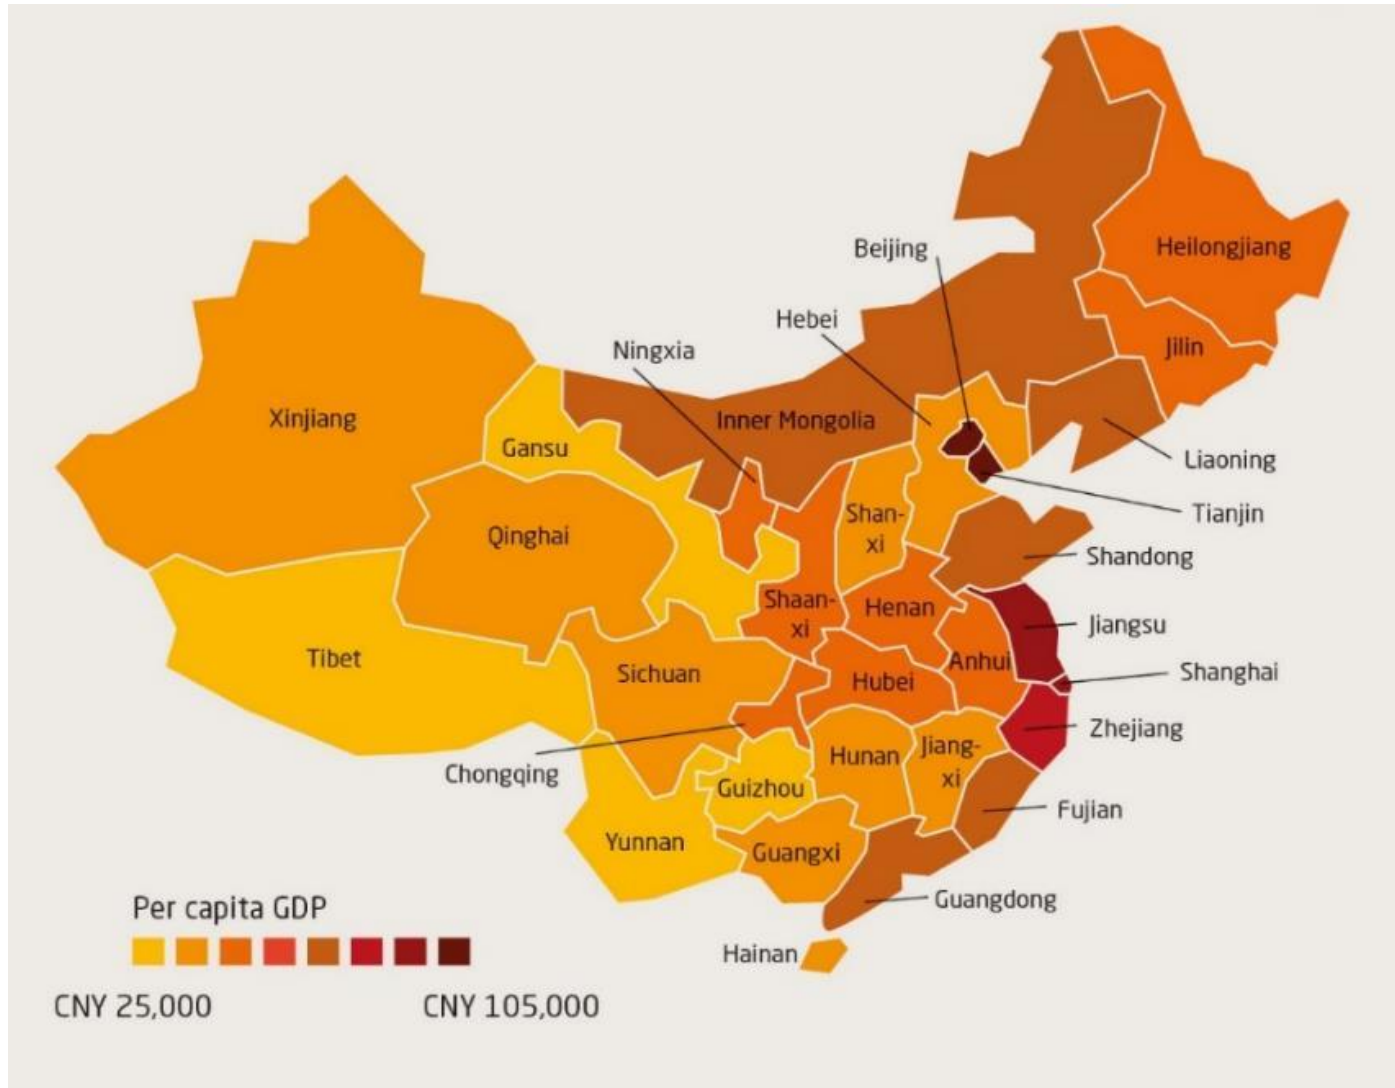 Beijing
Heilongjiang
Hebei
Ningxia
Jilin
Xinjiang
Inner Mongolia
Gansu
Liaoning
Tianjin
Shan-
xi
Qinghai
Shandong
Shaan-
xi
Henan
Jiangsu
Tibet
Sichuan
Anhui
Shanghai
Hubei
Zhejiang
Chongqing
Hunan
Jiang-
xi
Guizhou
Fujian
Yunnan
Guangxi
Guangdong
Per capita GDP
Hainan
CNY 25,000
CNY 105,000